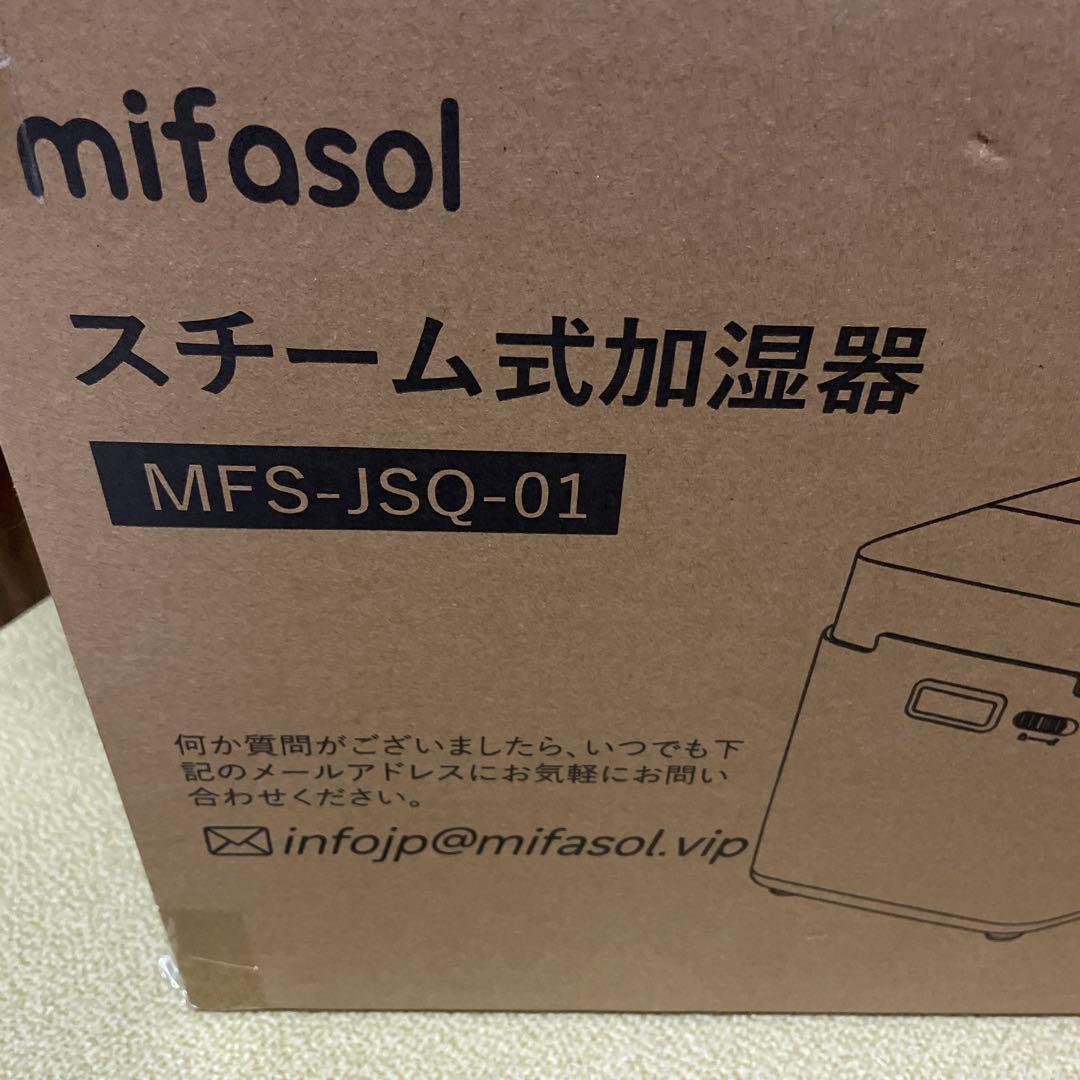 mifasol
スチーム式加湿器
MFS-JSQ-01
何か質問がございましたら、いつでも下
記のメールアドレスにお気軽にお問い
合わせください。
infojp@mifasol.vip